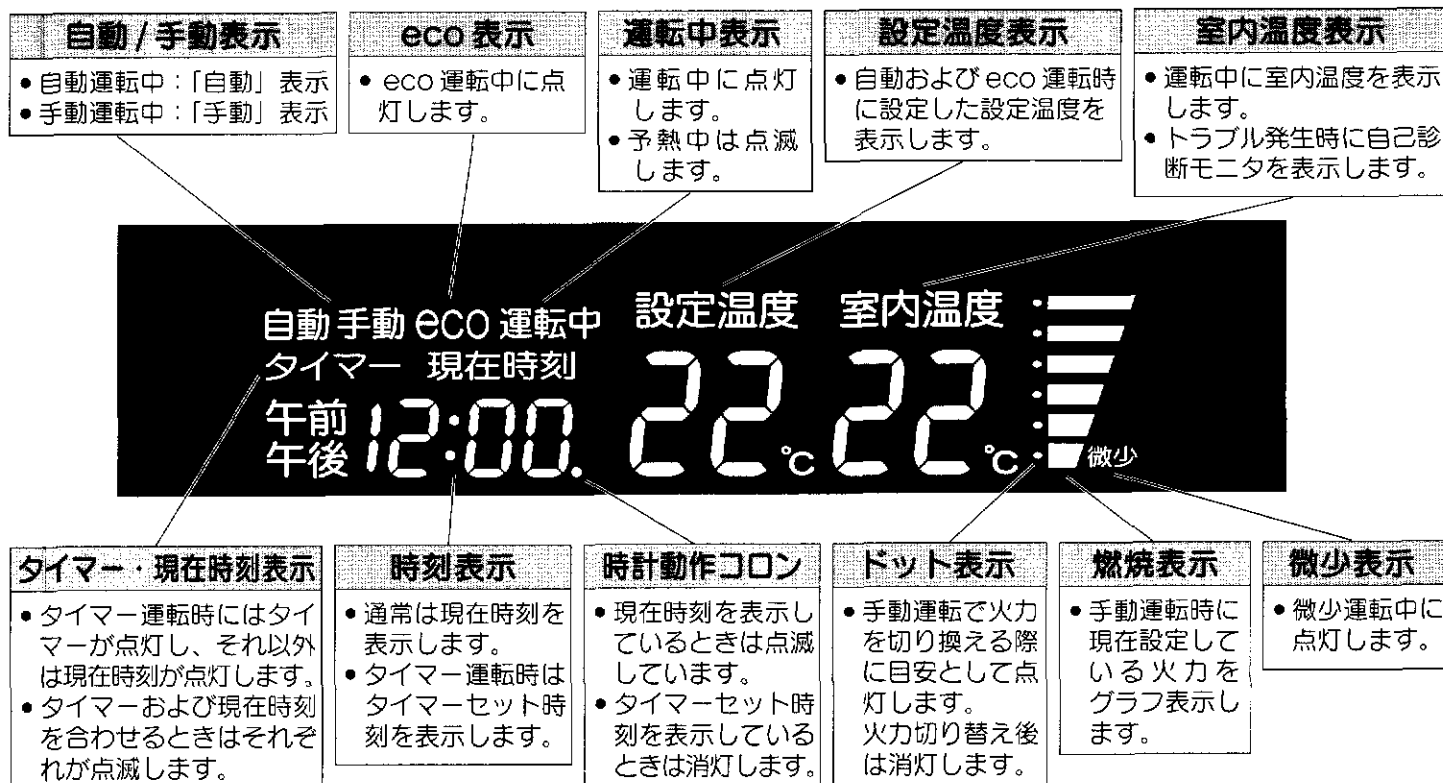 自動/手動表示
● 自動運転中：「自動」表示
● 手動運転中：「手動」表示
eco 表示
● eco 運転中に点
灯します。
運転中表示
● 運転中に点灯
します。
● 予熱中は点滅
します。
設定温度表示
● 自動および eco 運転時
に設定した設定温度を
表示します。
室内温度表示
● 運転中に室内温度を表示
します。
● トラブル発生時に自己診
断モニタを表示します。
自動 手動 eco 運転中
タイマー 現在時刻
午前
午後
12:00.
設定温度
22℃
室内温度
22℃
微少
タイマー・現在時刻表示
● タイマー運転時にはタイ
マーが点灯し、それ以外
は現在時刻が点灯します。
● タイマーおよび現在時刻
を合わせるときはそれぞ
れが点滅します。
時刻表示
● 通常は現在時刻を
表示します。
● タイマー運転時は
タイマーセット時
刻を表示します。
時計動作コロン
● 現在時刻を表示し
ているときは点滅
しています。
● タイマーセット時
刻を表示している
ときは消灯します。
ドット表示
● 手動運転で火力
を切り換える際
に目安として点
灯します。
火力切り替え後
は消灯します。
燃焼表示
● 手動運転時に
現在設定して
いる火力を
グラフ表示し
ます。
微少表示
● 微少運転中に
点灯します。